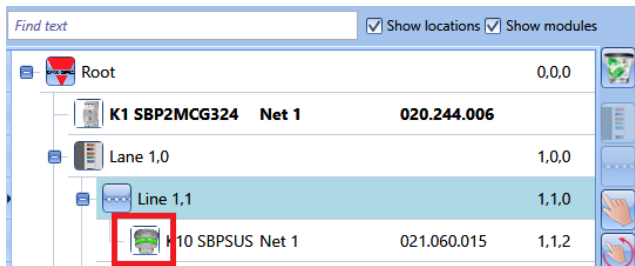 Find text Show locations Show modules
Root 0,0,0
K1 SBP2MCG324 Net 1 020.244.006
Lane 1,0 1,0,0
Line 1,1 1,1,0
K10 SBPSUS Net 1 021.060.015 1,1,2